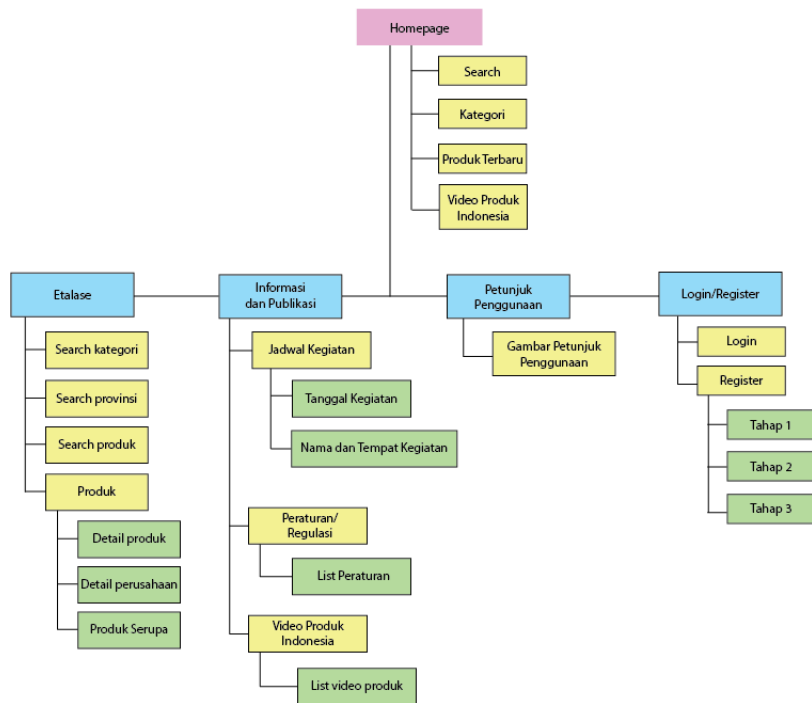 Homepage
Search
Kategori
Produk Terbaru
Video Produk
Indonesia
Etalase
Search kategori
Search provinsi
Search produk
Produk
Detail produk
Detail perusahaan
Produk Serupa
Informasi
dan Publikasi
Jadwal Kegiatan
Tanggal Kegiatan
Nama dan Tempat Kegiatan
Peraturan/
Regulasi
List Peraturan
Video Produk
Indonesia
List video produk
Petunjuk
Penggunaan
Gambar Petunjuk
Penggunaan
Login/Register
Login
Register
Tahap 1
Tahap 2
Tahap 3